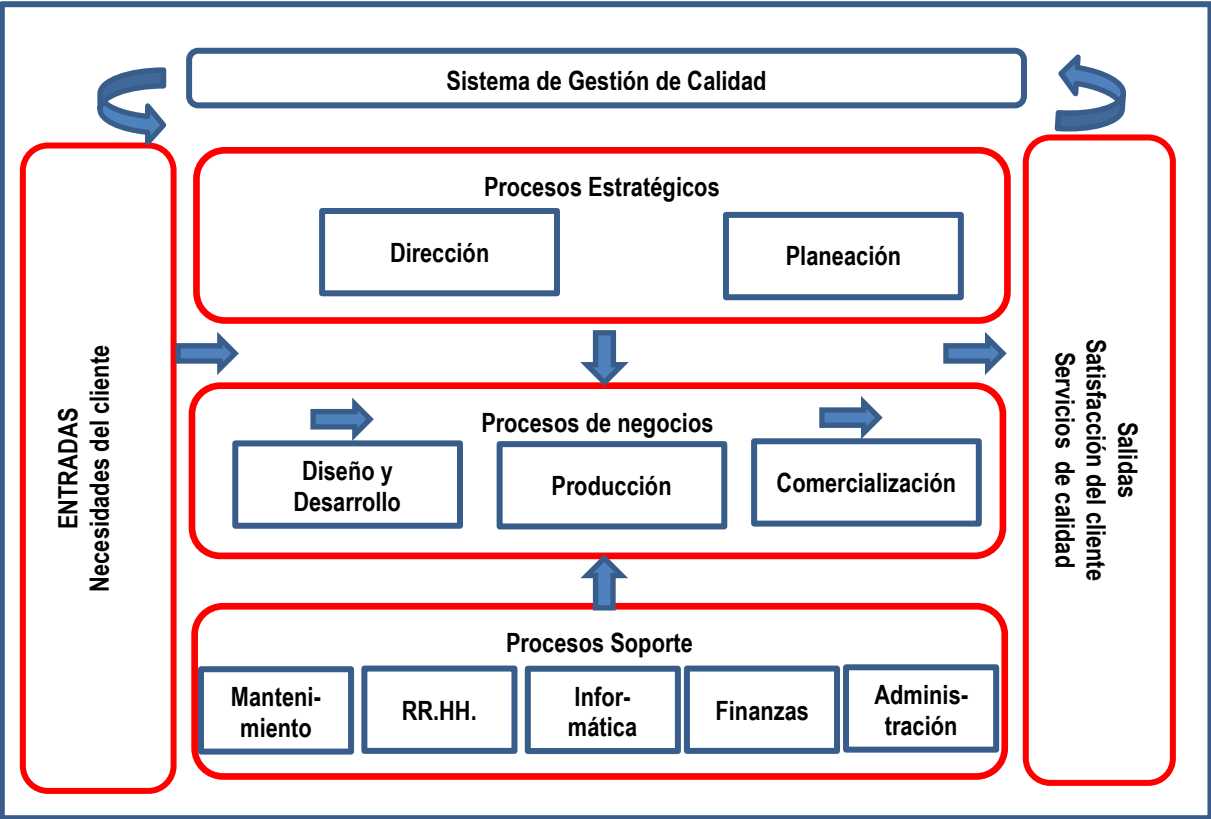 Sistema de Gestión de Calidad
ENTRADAS
Necesidades del cliente
Procesos Estratégicos
Dirección
Planeación
Procesos de negocios
Diseño y
Desarrollo
Producción
Comercialización
Procesos Soporte
Manteni-
miento
RR.HH.
Infor-
mática
Finanzas
Adminis-
tración
Salidas
Satisfacción del cliente
Servicios de calidad